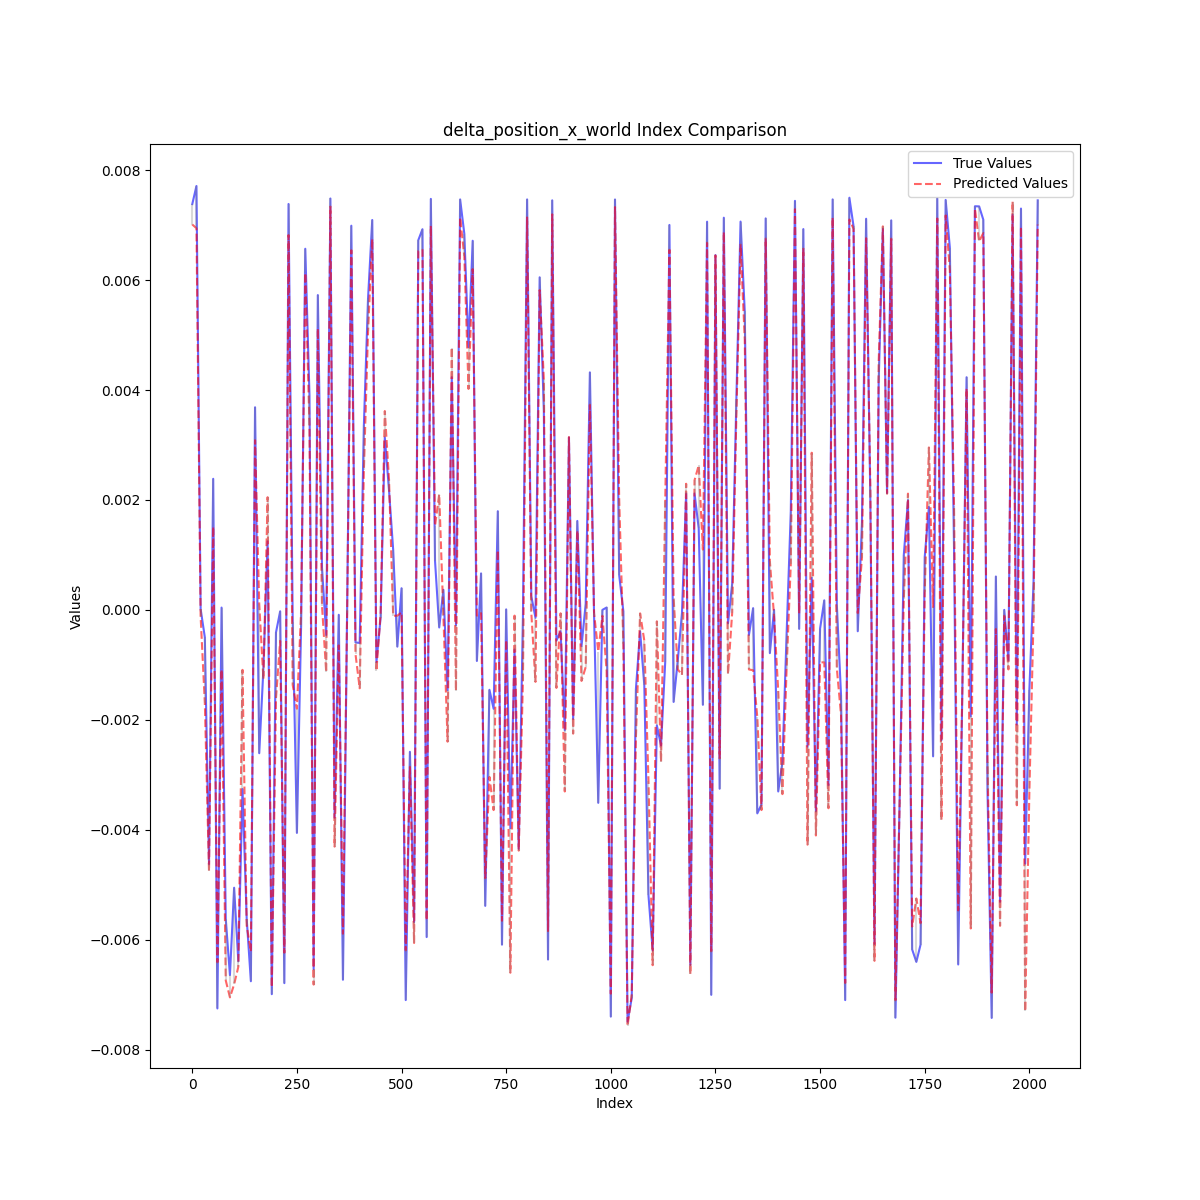 delta_position_x_world Index Comparison
True Values
Predicted Values
0.008
0.006
0.004
0.002
0.000
−0.002
−0.004
−0.006
−0.008
Values
0 250 500 750 1000 1250 1500 1750 2000
Index